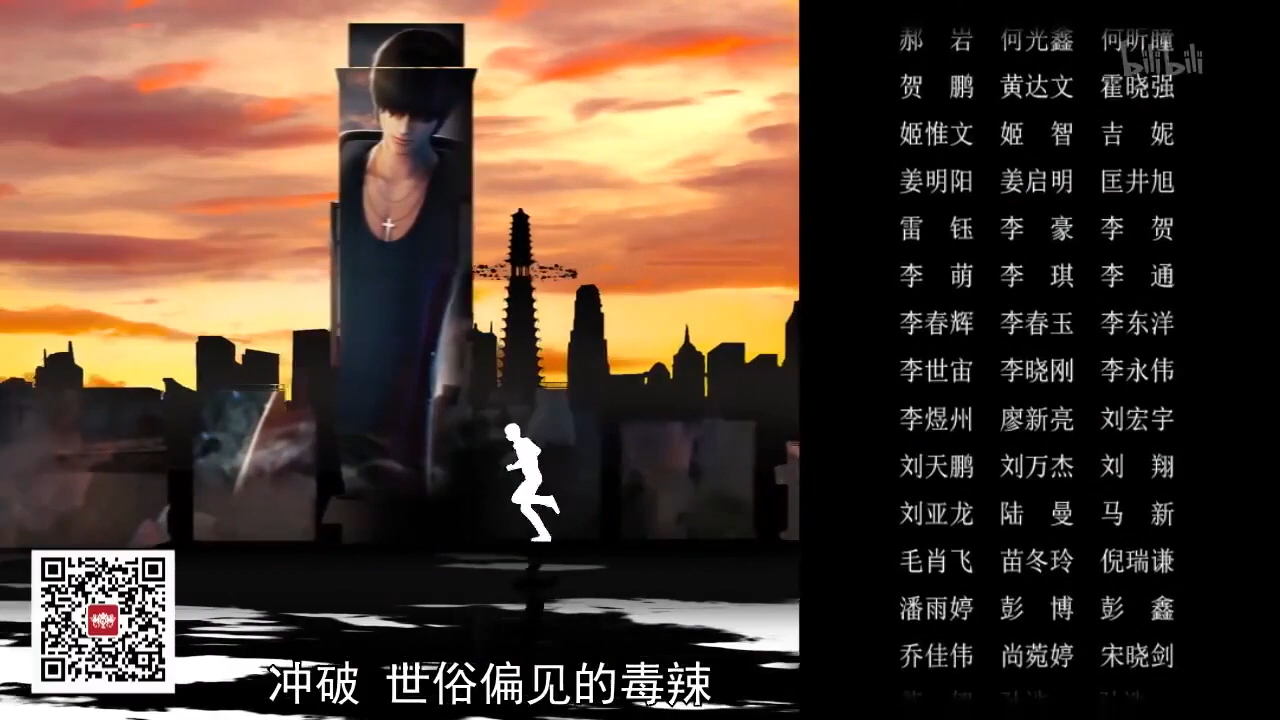 郝 岩 何光鑫 何昕瞳
bilibili
贺 鹏 黄达文 霍晓强
姬惟文 姬 智 吉 妮
姜明阳 姜启明 匡井旭
雷 钰 李 豪 李 贺
李 萌 李 琪 李 通
李春辉 李春玉 李东洋
李世宙 李晓刚 李永伟
李煜州 廖新亮 刘宏宇
刘天鹏 刘万杰 刘 翔
刘亚龙 陆 曼 马 新
毛肖飞 苗冬玲 倪瑞谦
潘雨婷 彭 博 彭 鑫
乔佳伟 尚菀婷 宋晓剑
冲破 世俗偏见的毒辣